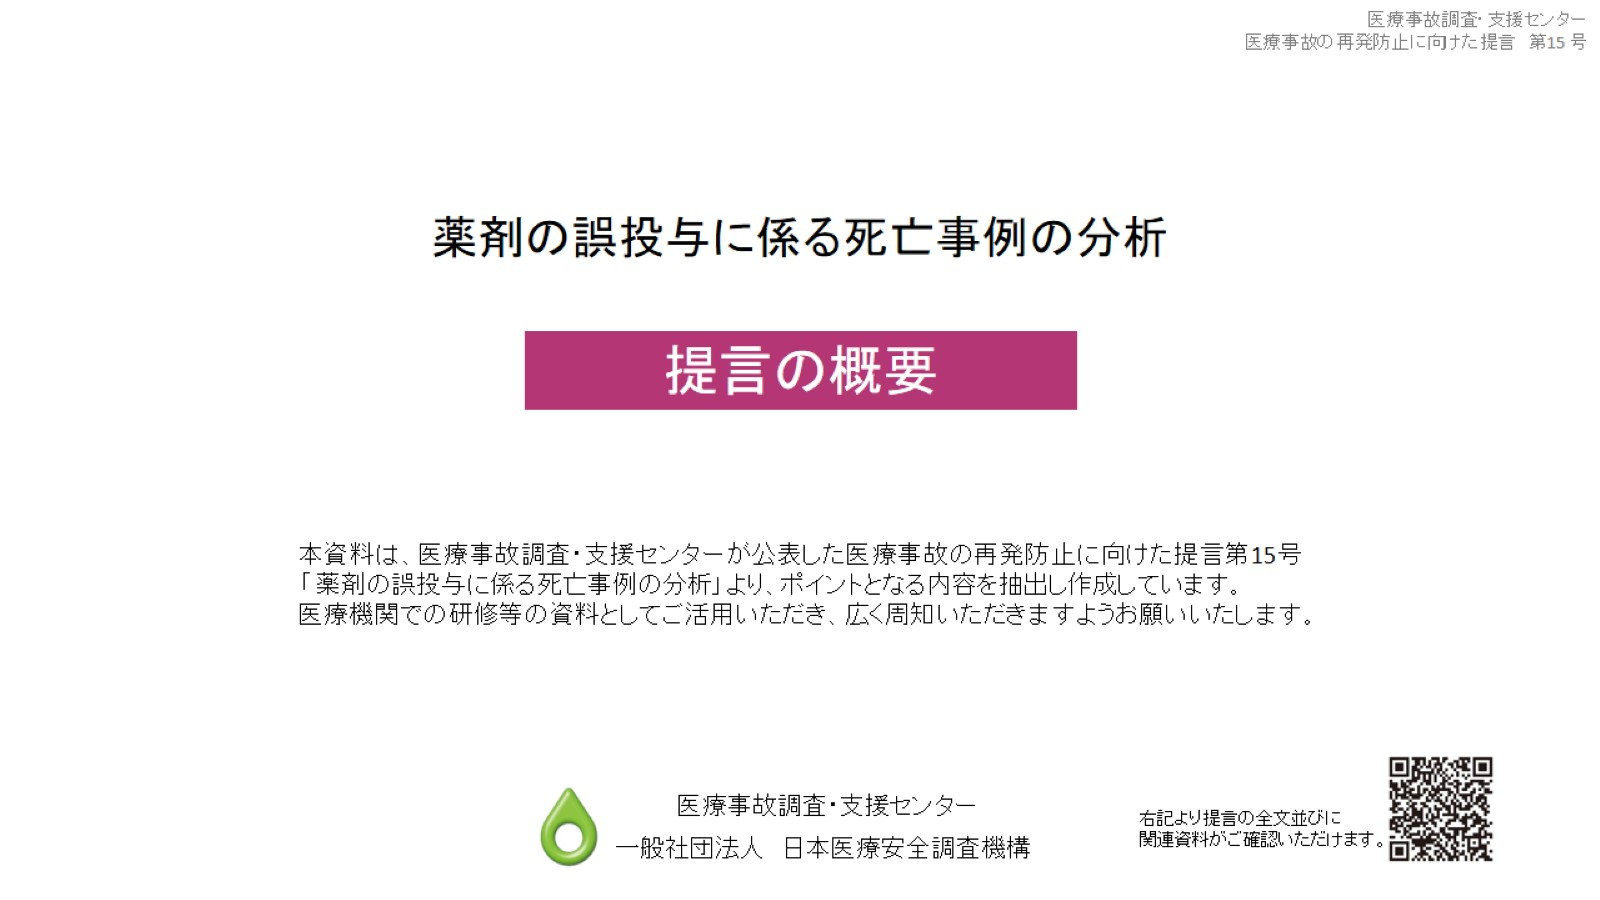 医療事故調査・支援センター
医療事故の再発防止に向けた提言　第15号
薬剤の誤投与に係る死亡事例の分析
提言の概要
本資料は、医療事故調査・支援センターが公表した医療事故の再発防止に向けた提言第15号
「薬剤の誤投与に係る死亡事例の分析」より、ポイントとなる内容を抽出し作成しています。
医療機関での研修等の資料としてご活用いただき、広く周知いただきますようお願いいたします。
医療事故調査・支援センター
一般社団法人　日本医療安全調査機構
右記より提言の全文並びに
関連資料がご確認いただけます。